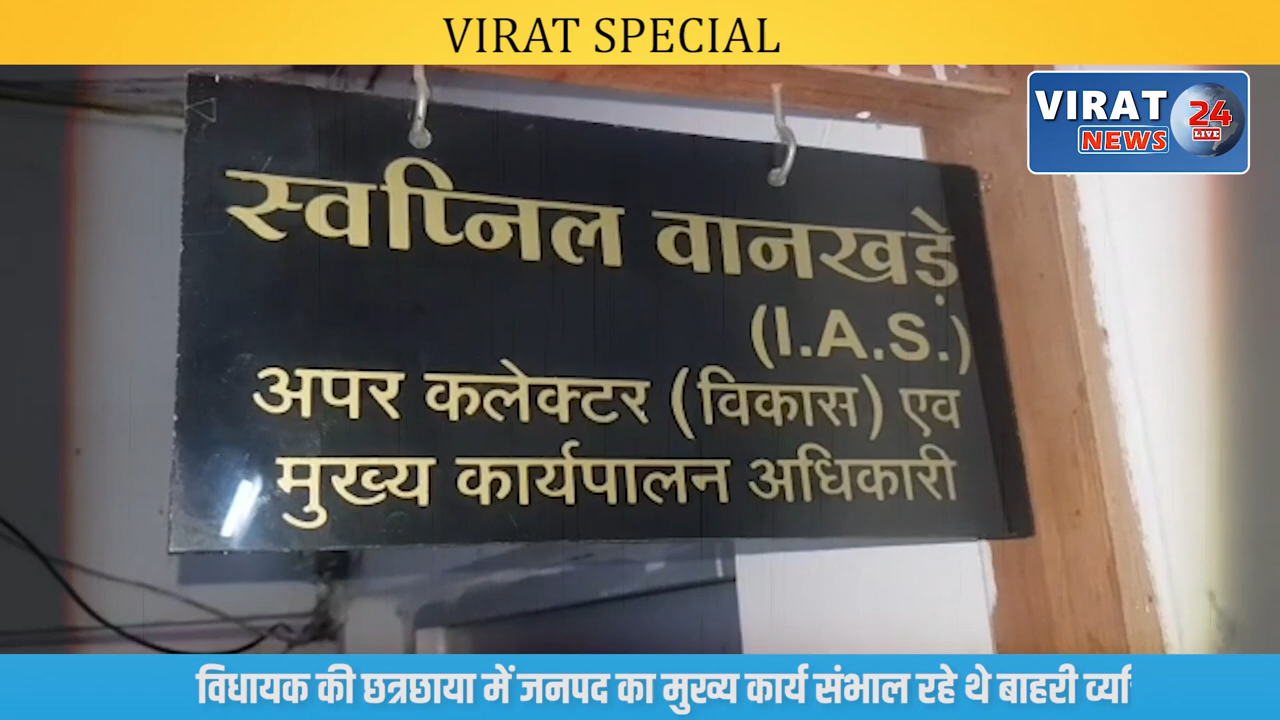 VIRAT SPECIAL
VIRAT
24
NEWS
LIVE
स्वप्निल वानखड़े
(I.A.S.)
अपर कलेक्टर (विकास) एव
मुख्य कार्यपालन अधिकारी
विधायक की छत्रछाया में जनपद का मुख्य कार्य संभाल रहे थे बाहरी